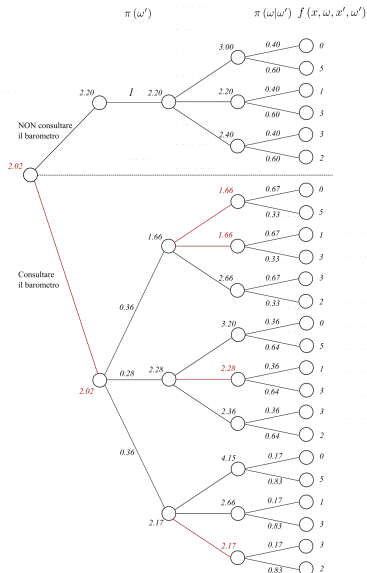 π (ω′) π (ω|ω′) f (x, ω, x′, ω′)
3.00 0.40 0
0.60 5
2.20 1 2.20 2.20 0.40 1
0.60 3
2.40 0.40 3
0.60 2
NON consultare
il barometro
2.02
1.66 0.67 0
0.33 5
1.66 1.66 0.67 1
0.33 3
2.66 0.67 3
0.33 2
Consultare
il barometro
0.36
3.20 0.36 0
0.64 5
0.28 2.28 2.28 0.36 1
2.02 0.64 3
2.36 0.36 3
0.64 2
0.36
4.15 0.17 0
0.83 5
2.66 0.17 1
2.17 0.83 3
2.17 0.17 3
0.83 2